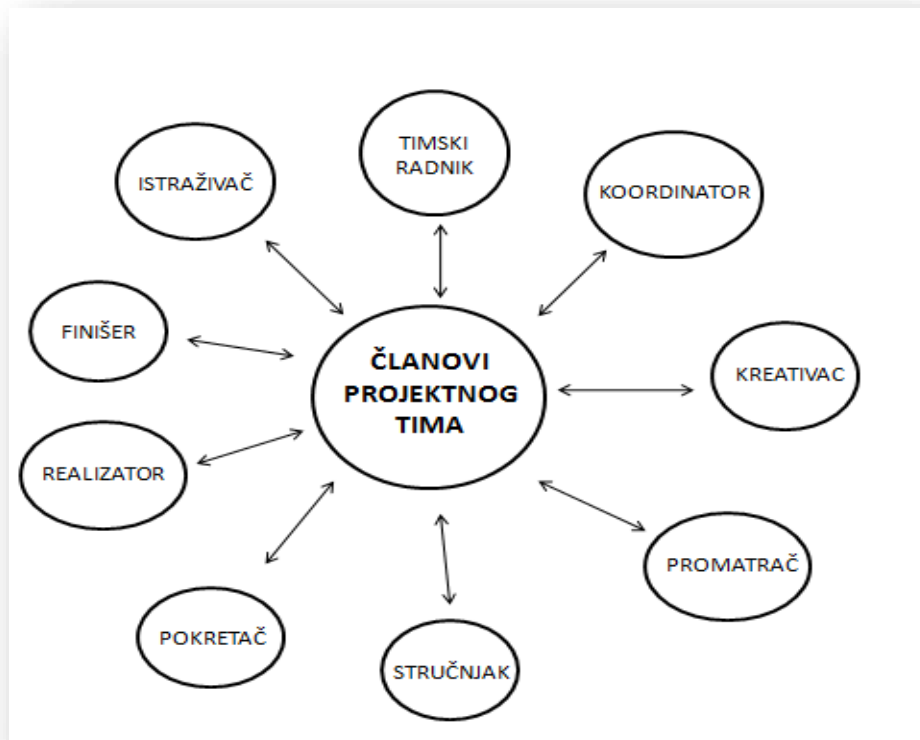 TIMSKI
RADNIK
ISTRAŽIVAČ
KOORDINATOR
FINIŠER
ČLANOVI
PROJEKTNOG
TIMA
KREATIVAC
REALIZATOR
PROMATRAČ
POKRETAČ
STRUČNJAK